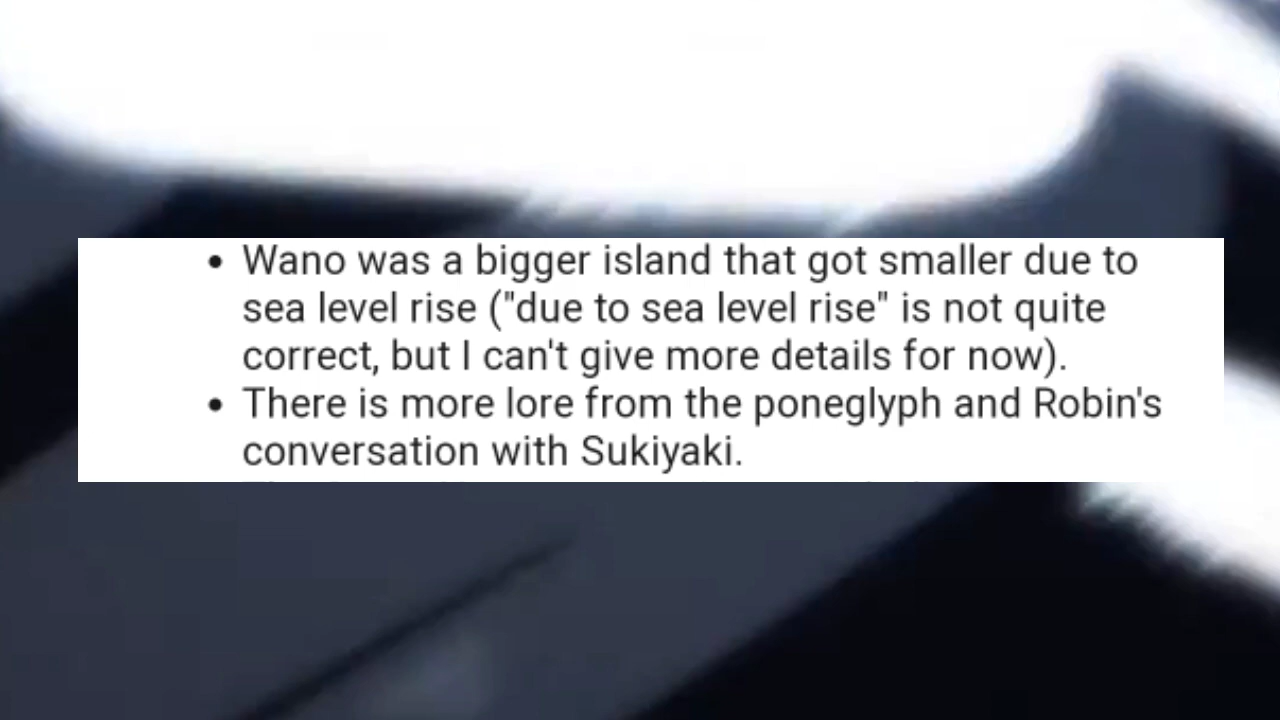 • Wano was a bigger island that got smaller due to
sea level rise ("due to sea level rise" is not quite
correct, but I can't give more details for now).
• There is more lore from the poneglyph and Robin's
conversation with Sukiyaki.